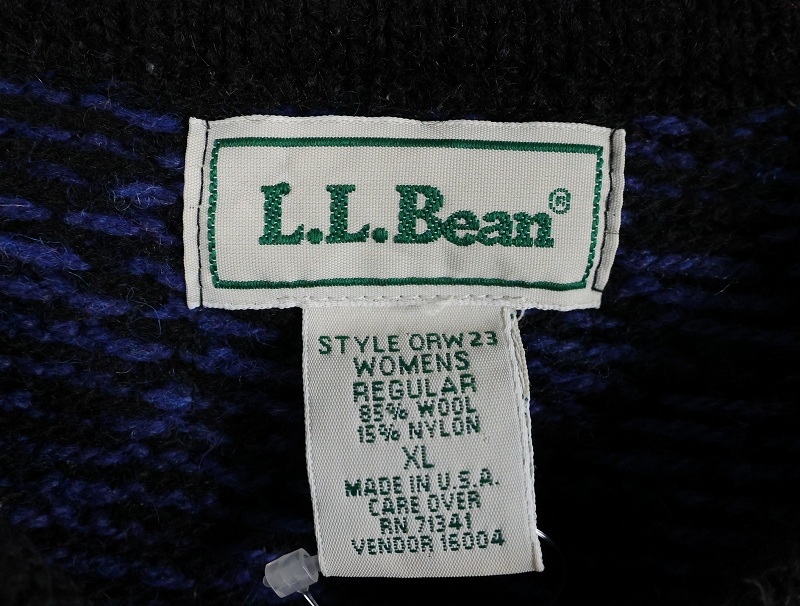 L.L.Bean®
STYLE ORW23
WOMENS
REGULAR
85% WOOL
15% NYLON
XL
MADE IN U.S.A.
CARE OVER
RN 71341
VENDOR 16004